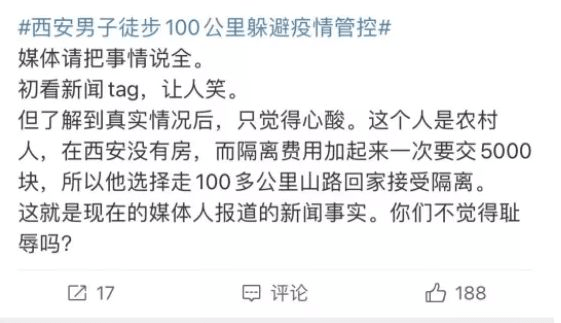 #西安男子徒步100公里躲避疫情管控#
媒体请把事情说全。
初看新闻tag，让人笑。
但了解到真实情况后，只觉得心酸。这个人是农村
人，在西安没有房，而隔离费用加起来一次要交5000
块，所以他选择走100多公里山路回家接受隔离。
这就是现在的媒体人报道的新闻事实。你们不觉得耻
辱吗?
17 评论 188